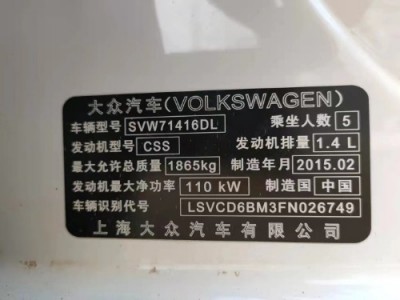 大众汽车(VOLKSWAGEN)
车辆型号 SVW71416DL 乘坐人数 5
发动机型号 CSS 发动机排量 1.4 L
最大允许总质量 1865kg 制造年月 2015.02
发动机最大净功率 110 kW 制造国 中国
车辆识别代号 LSVCD6BM3FN026749
上海大众汽车有限公司